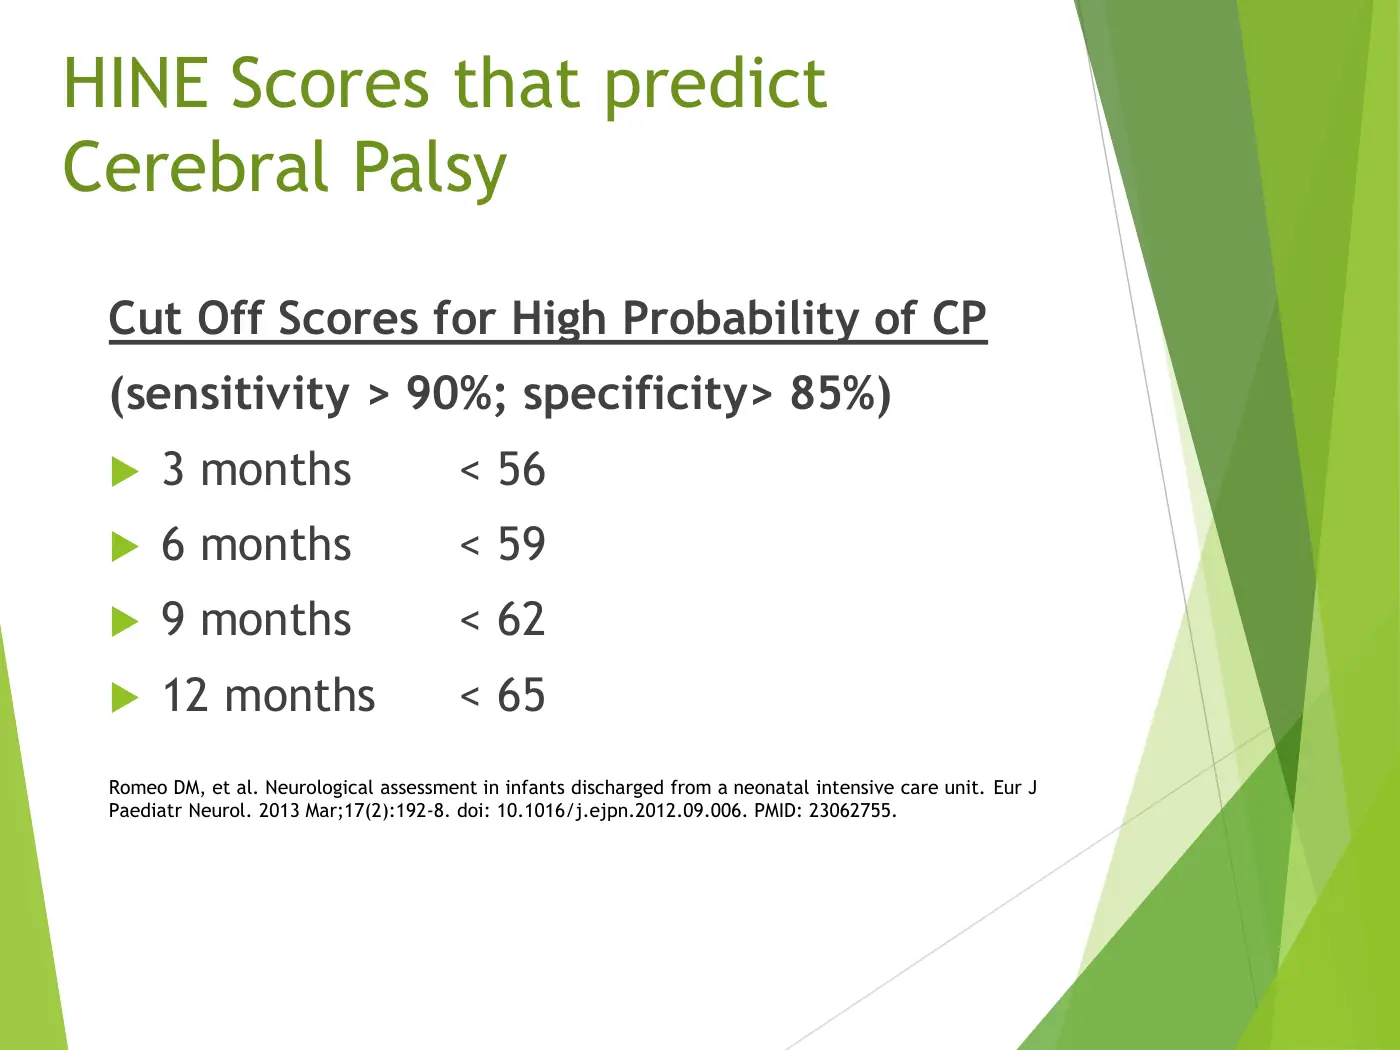 HINE Scores that predict
Cerebral Palsy
Cut Off Scores for High Probability of CP
(sensitivity > 90%; specificity> 85%)
3 months < 56
6 months < 59
9 months < 62
12 months < 65
Romeo DM, et al. Neurological assessment in infants discharged from a neonatal intensive care unit. Eur J
Paediatr Neurol. 2013 Mar;17(2):192-8. doi: 10.1016/j.ejpn.2012.09.006. PMID: 23062755.